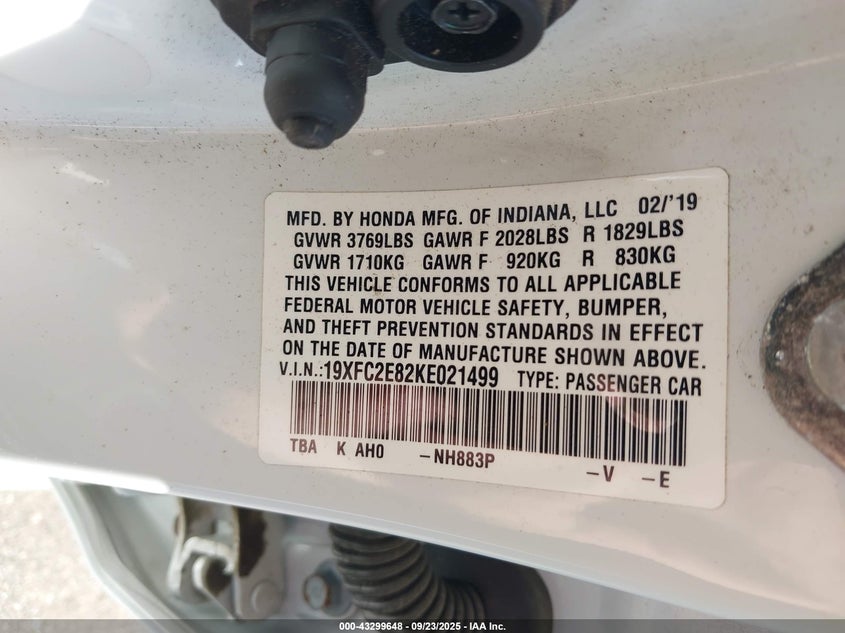 MFD. BY HONDA MFG. OF INDIANA, LLC 02/'19
GVWR 3769LBS GAWR F 2028LBS R 1829LBS
GVWR 1710KG GAWR F 920KG R 830KG
THIS VEHICLE CONFORMS TO ALL APPLICABLE
FEDERAL MOTOR VEHICLE SAFETY, BUMPER,
AND THEFT PREVENTION STANDARDS IN EFFECT
ON THE DATE OF MANUFACTURE SHOWN ABOVE.
V.I.N.:19XFC2E82KE021499 TYPE: PASSENGER CAR
TBA K AH0 -NH883P -V -E
000-43299648 - 09/23/2025 - IAA Inc.